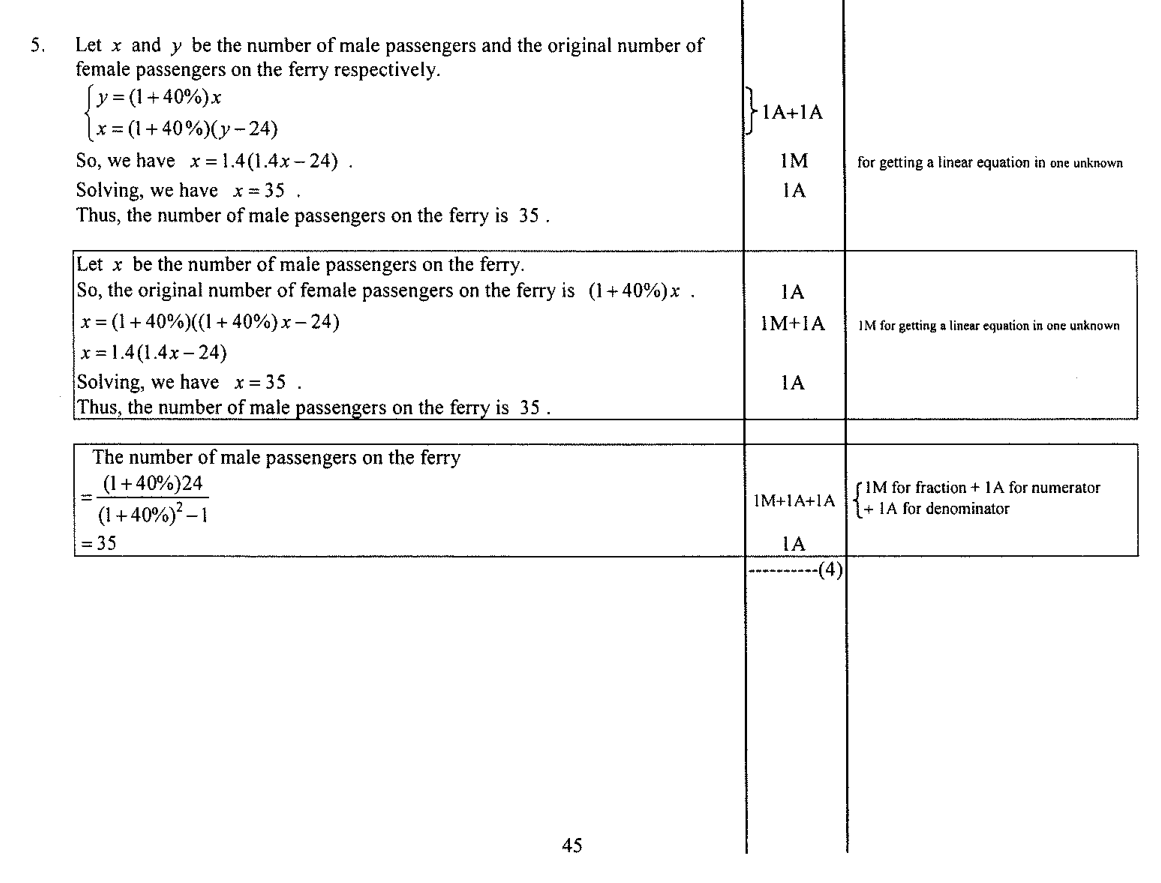 5. Let x and y be the number of male passengers and the original number of
female passengers on the ferry respectively.
{ y = (1 + 40%)x
x = (1 + 40%)(y − 24) } 1A+1A
So, we have x = 1.4(1.4x − 24) . 1M for getting a linear equation in one unknown
Solving, we have x = 35 . 1A
Thus, the number of male passengers on the ferry is 35 .
Let x be the number of male passengers on the ferry.
So, the original number of female passengers on the ferry is (1 + 40%)x . 1A
x = (1 + 40%)((1 + 40%)x − 24) 1M+1A 1M for getting a linear equation in one unknown
x = 1.4(1.4x − 24)
Solving, we have x = 35 . 1A
Thus, the number of male passengers on the ferry is 35 .
The number of male passengers on the ferry
= (1 + 40%)24 / ((1 + 40%)² − 1) 1M+1A+1A { 1M for fraction + 1A for numerator
+ 1A for denominator
= 35 1A
----------(4)
45